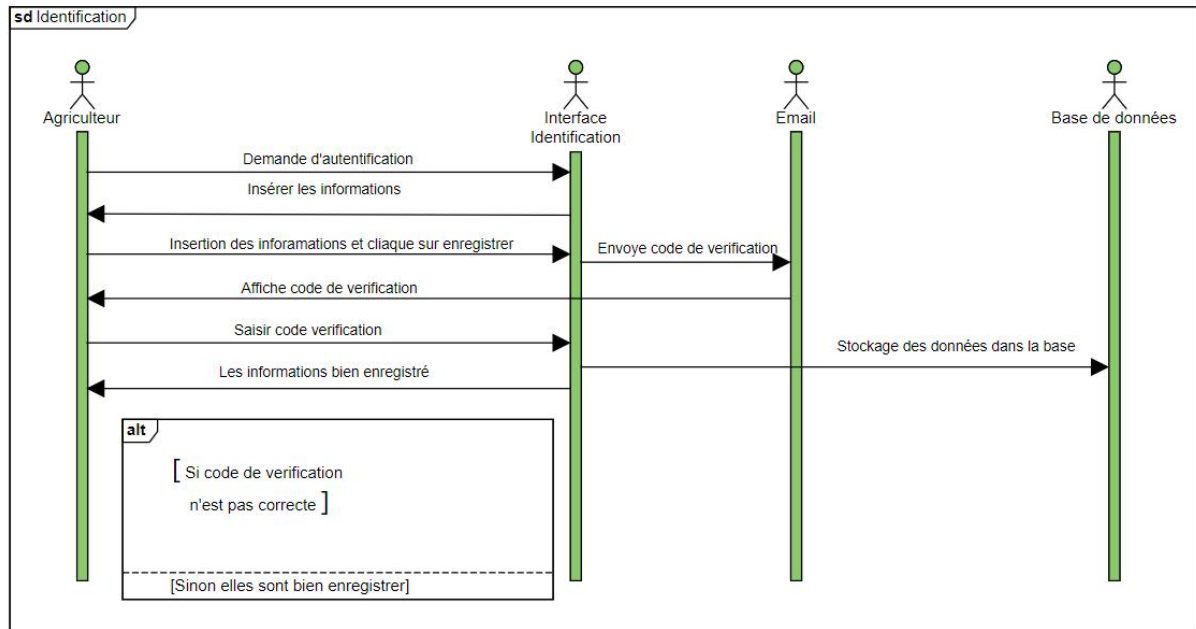 sd Identification
Agriculteur
Interface
Identification
Email
Base de données
Demande d'autentification
Insérer les informations
Insertion des inforamations et cliaque sur enregistrer
Envoye code de verification
Affiche code de verification
Saisir code verification
Stockage des données dans la base
Les informations bien enregistré
alt
[ Si code de verification
n'est pas correcte ]
[Sinon elles sont bien enregistrer]